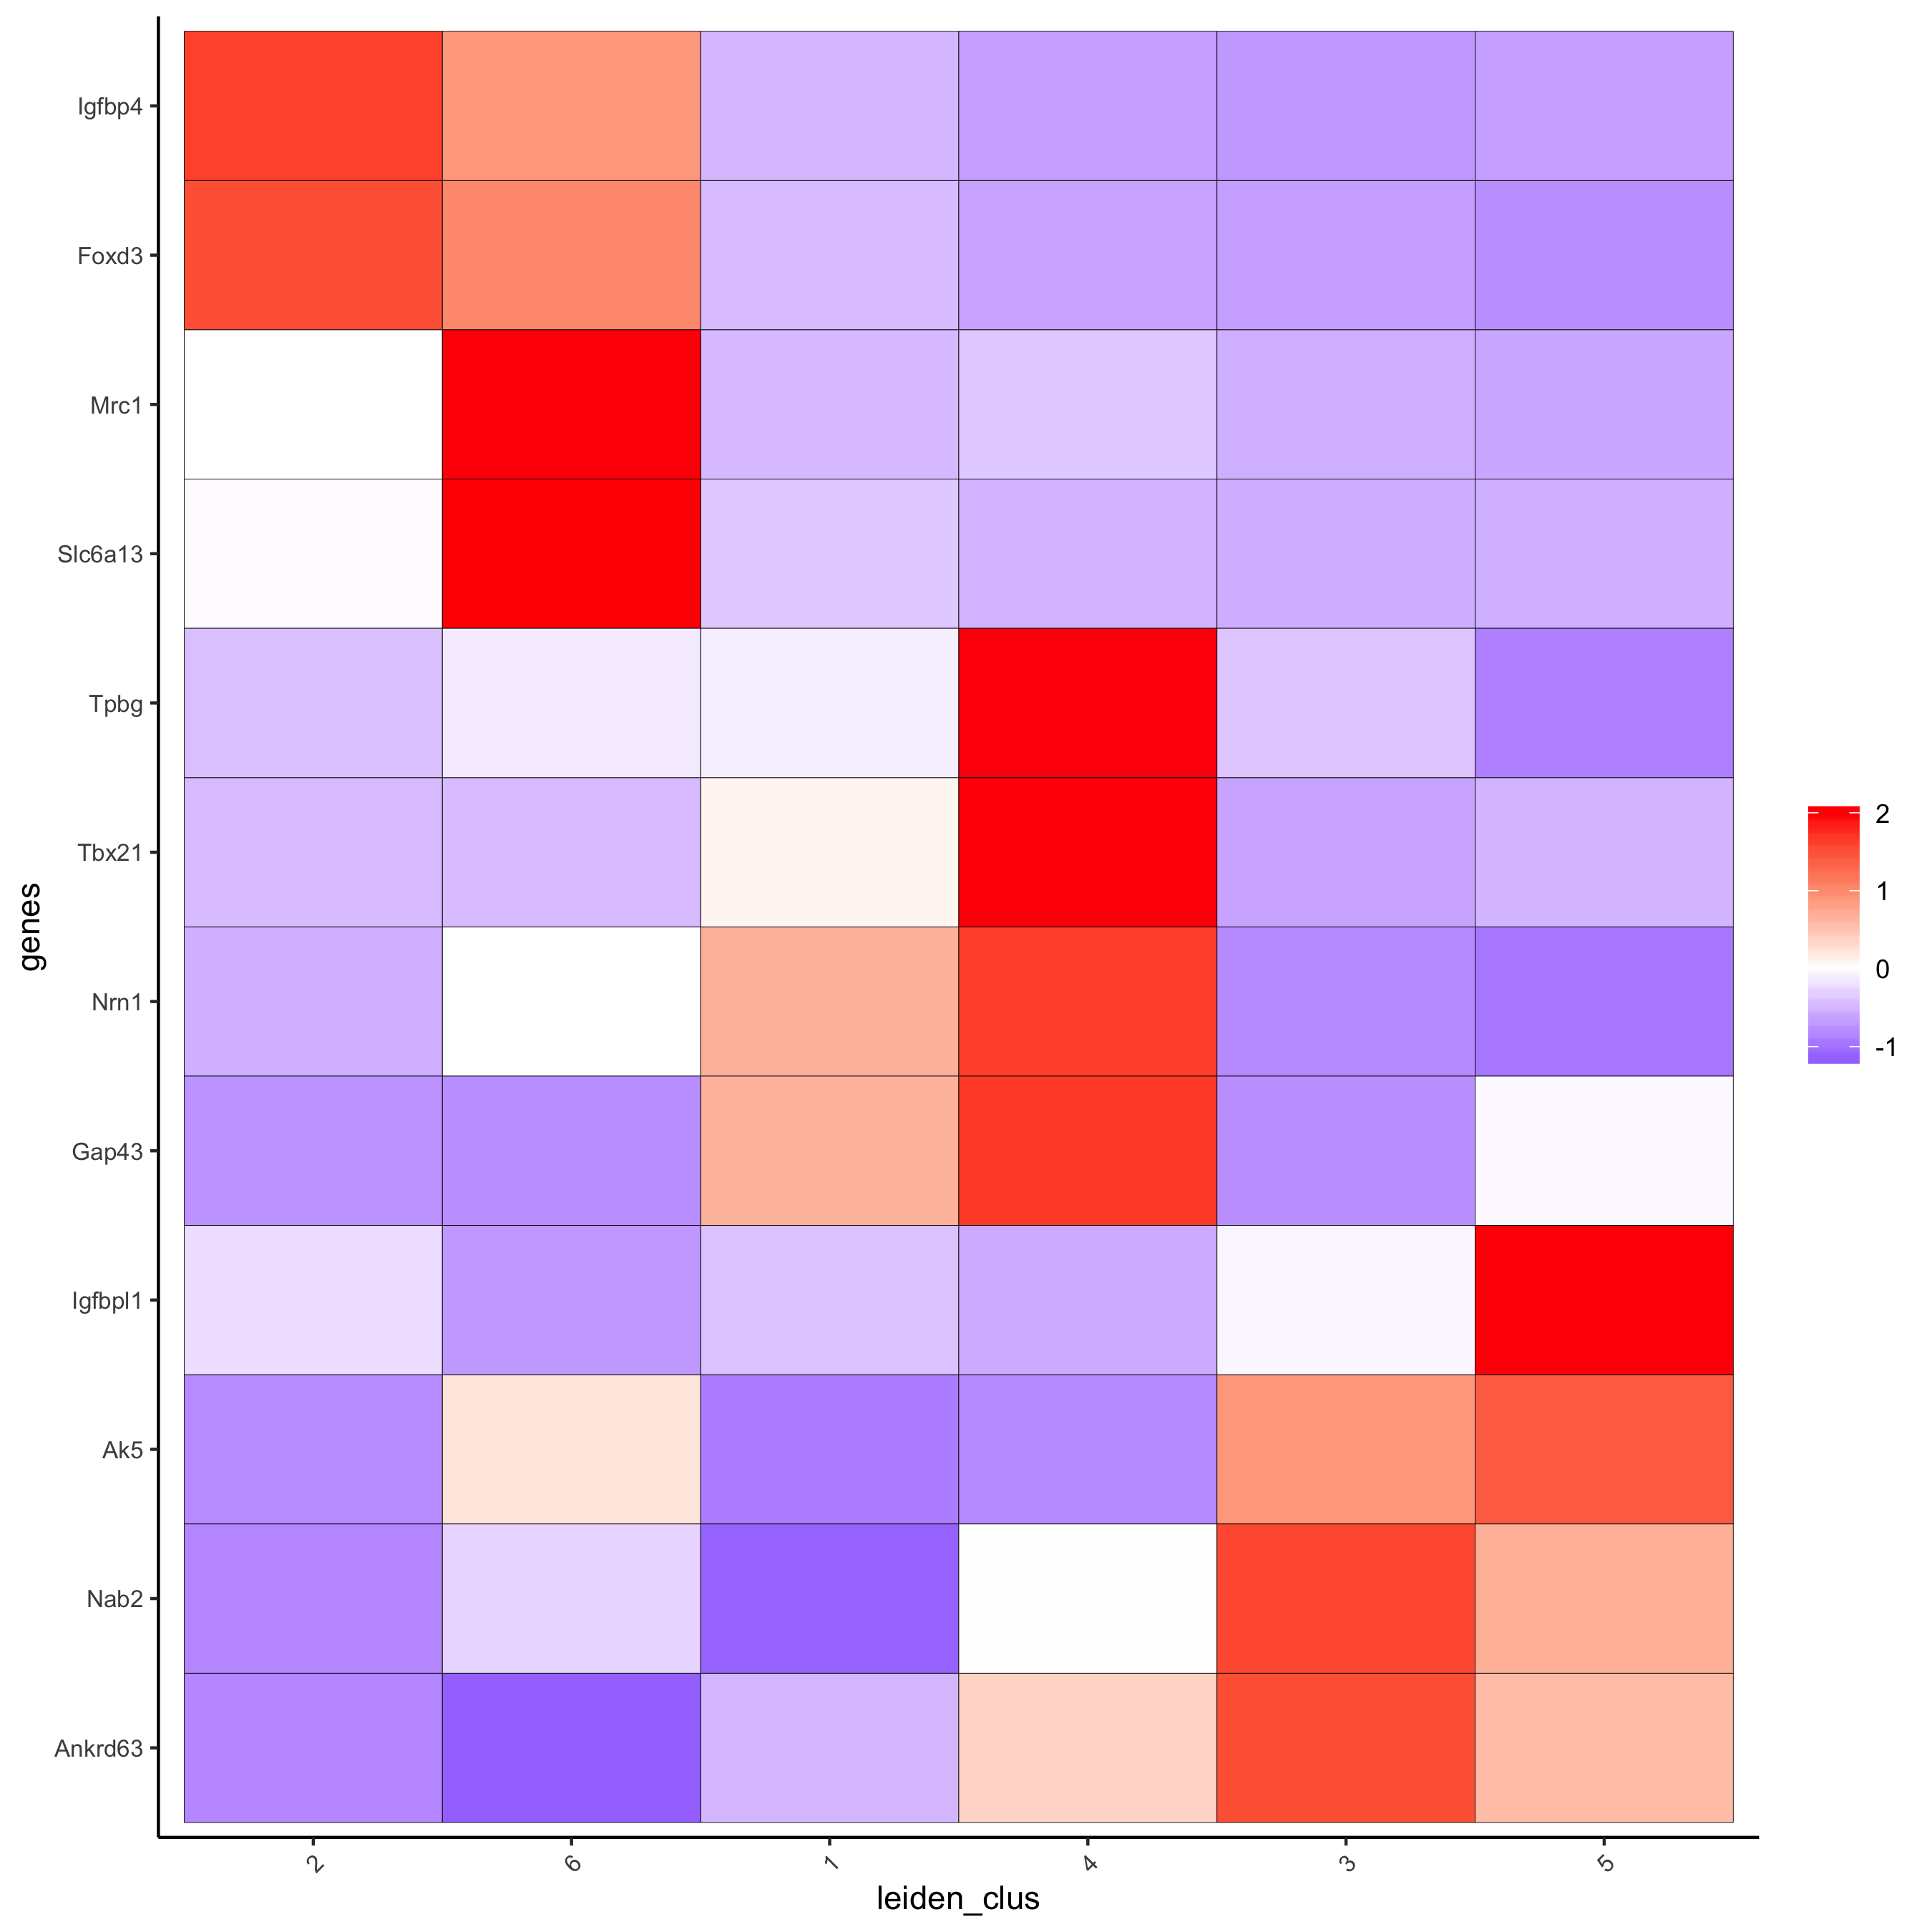 Igfbp4
Foxd3
Mrc1
Slc6a13
Tpbg
Tbx21
Nrn1
Gap43
Igfbpl1
Ak5
Nab2
Ankrd63
genes
2 6 1 4 3 5
leiden_clus
2
1
0
-1